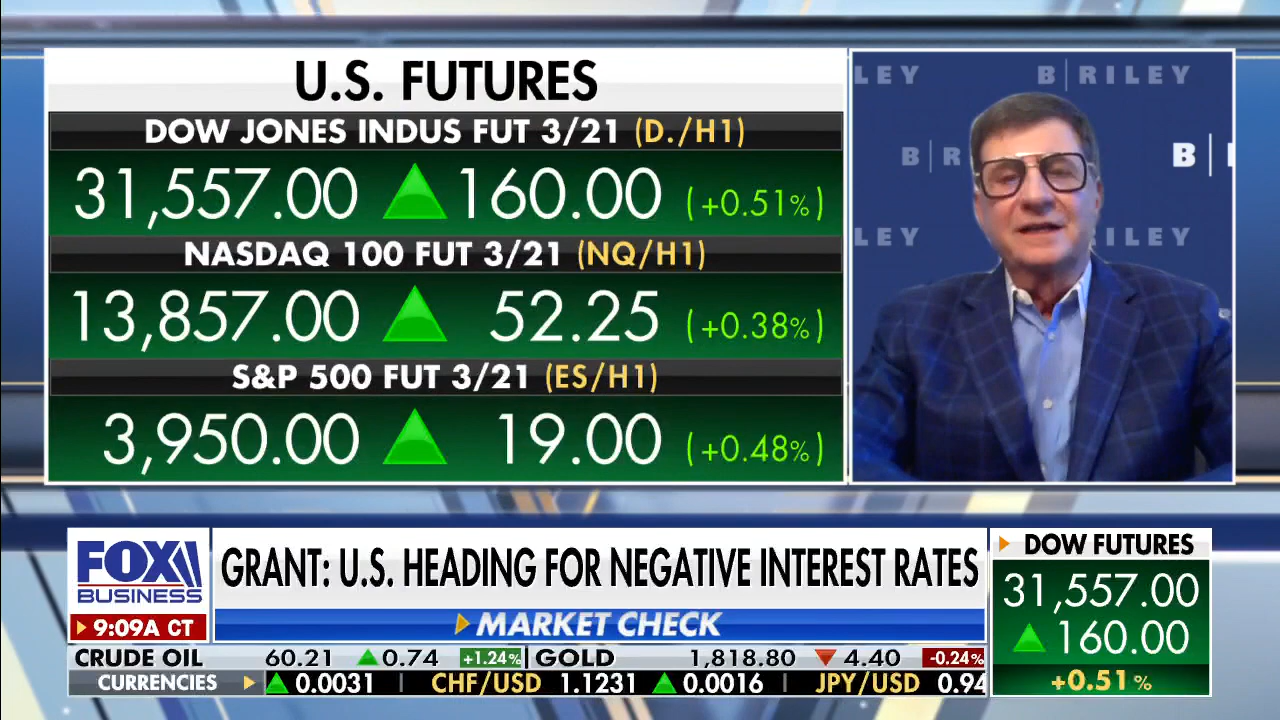 U.S. FUTURES
DOW JONES INDUS FUT 3/21 (D./H1)
31,557.00 160.00 (+0.51%)
NASDAQ 100 FUT 3/21 (NQ/H1)
13,857.00 52.25 (+0.38%)
S&P 500 FUT 3/21 (ES/H1)
3,950.00 19.00 (+0.48%)
LEY B|RILEY
B|R B|
LEY RILEY
FOX
BUSINESS
9:09A CT
GRANT: U.S. HEADING FOR NEGATIVE INTEREST RATES
MARKET CHECK
DOW FUTURES
31,557.00
160.00
+0.51%
CRUDE OIL 60.21 0.74 +1.24% GOLD 1,818.80 4.40 -0.24%
CURRENCIES 0.0031 | CHF/USD 1.1231 0.0016 | JPY/USD 0.94